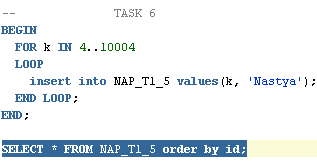 -- TASK 6
BEGIN
FOR k IN 4..10004
LOOP
insert into NAP_T1_5 values(k, 'Nastya');
END LOOP;
END;
SELECT * FROM NAP_T1_5 order by id;